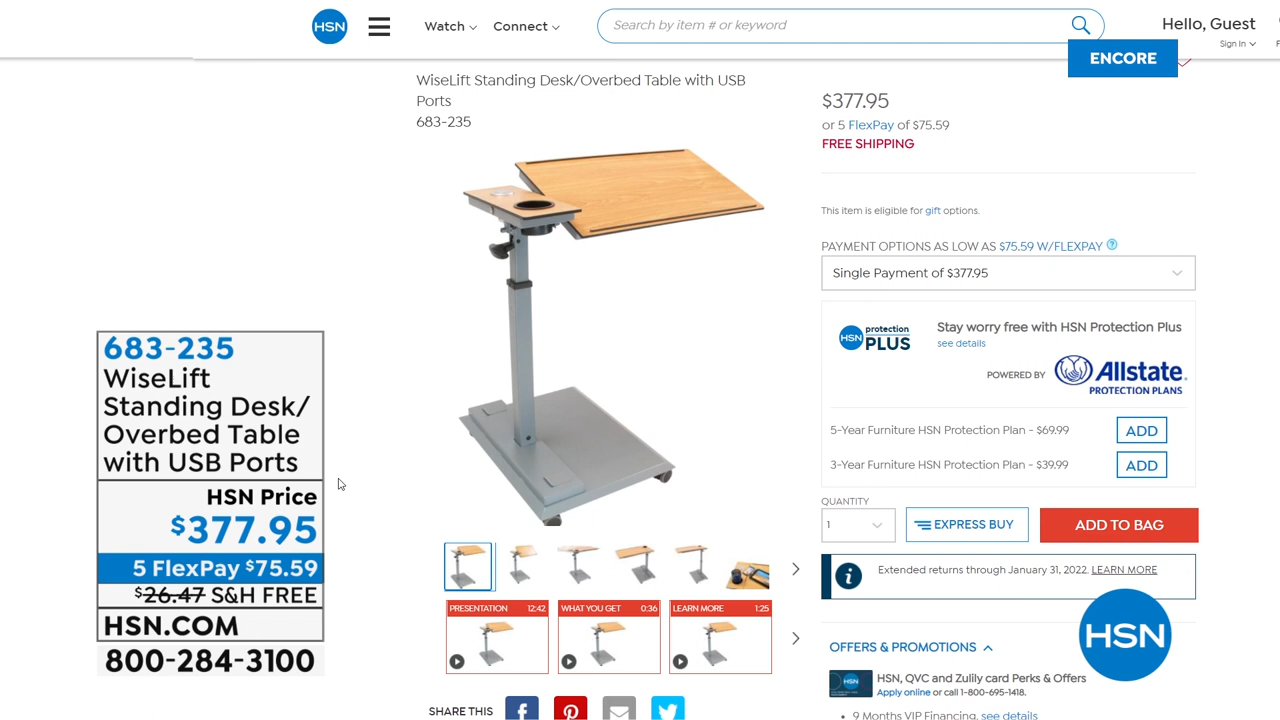 HSN
Watch
Connect
Search by item # or keyword
Hello, Guest
Sign In
ENCORE
WiseLift Standing Desk/Overbed Table with USB
Ports
683-235
$377.95
or 5 FlexPay of $75.59
FREE SHIPPING
This item is eligible for gift options.
PAYMENT OPTIONS AS LOW AS $75.59 W/FLEXPAY ?
Single Payment of $377.95
HSN protection PLUS
Stay worry free with HSN Protection Plus
see details
POWERED BY Allstate
PROTECTION PLANS
5-Year Furniture HSN Protection Plan - $69.99
ADD
3-Year Furniture HSN Protection Plan - $39.99
ADD
QUANTITY
1
EXPRESS BUY
ADD TO BAG
Extended returns through January 31, 2022. LEARN MORE
OFFERS & PROMOTIONS
HSN
HSN, QVC and Zulily card Perks & Offers
Apply online or call 1-800-695-1418.
• 9 Months VIP Financing. see details
683-235
WiseLift
Standing Desk/
Overbed Table
with USB Ports
HSN Price
$377.95
5 FlexPay $75.59
$26.47 S&H FREE
HSN.COM
800-284-3100
PRESENTATION 12:42
WHAT YOU GET 0:36
LEARN MORE 1:25
SHARE THIS
HSN